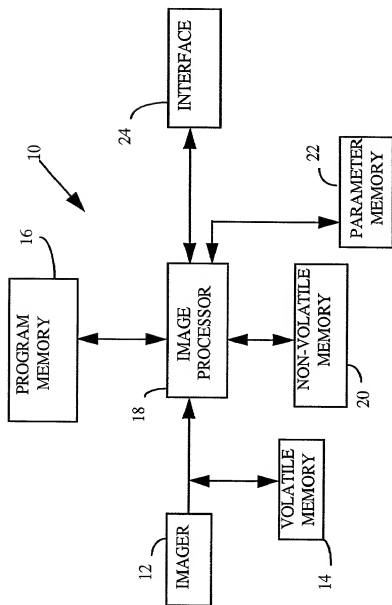 10
PROGRAM
MEMORY
16
INTERFACE
24
IMAGE
PROCESSOR
18
PARAMETER
MEMORY
22
IMAGER
12
VOLATILE
MEMORY
14
NON-VOLATILE
MEMORY
20